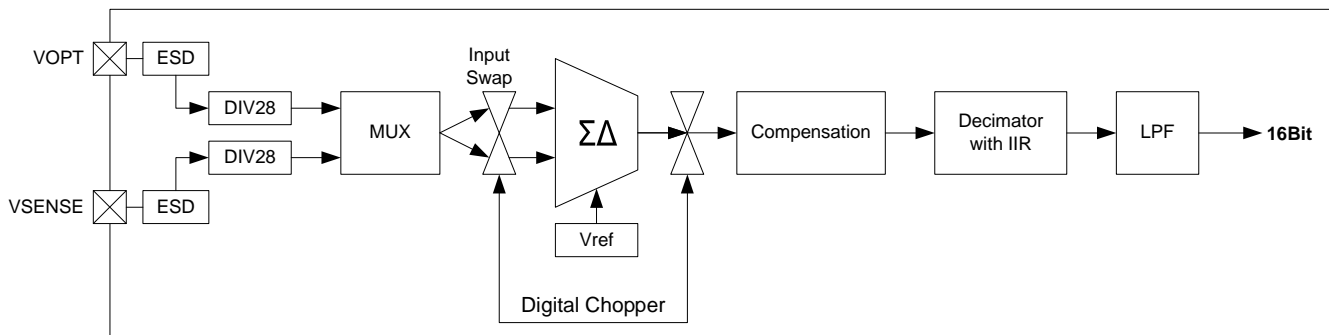 VOPT
ESD
Input
Swap
DIV28
MUX
ΣΔ
Compensation
Decimator
with IIR
LPF
16Bit
DIV28
VSENSE
ESD
Vref
Digital Chopper